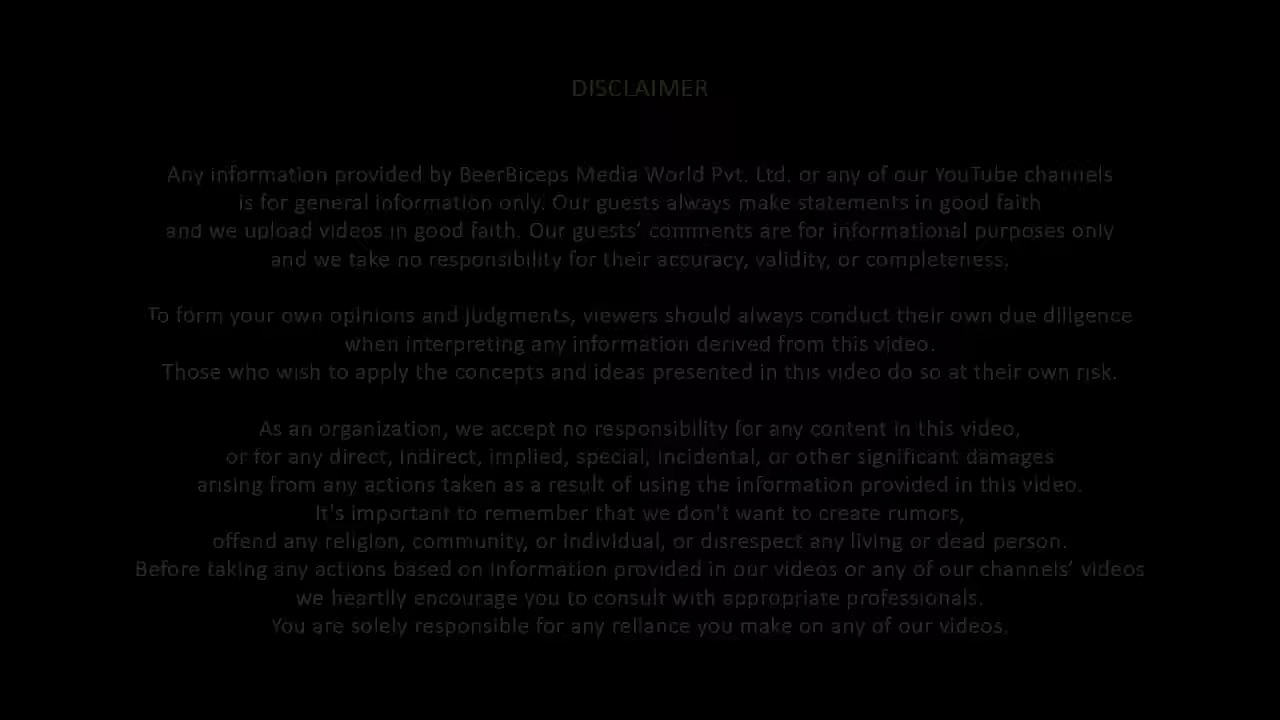 DISCLAIMER
Any information provided by BeerBiceps Media World Pvt. Ltd. or any of our YouTube channels
is for general information only. Our guests always make statements in good faith
and we upload videos in good faith. Our guests’ comments are for informational purposes only
and we take no responsibility for their accuracy, validity, or completeness.
To form your own opinions and judgments, viewers should always conduct their own due diligence
when interpreting any information derived from this video.
Those who wish to apply the concepts and ideas presented in this video do so at their own risk.
As an organization, we accept no responsibility for any content in this video,
or for any direct, indirect, implied, special, incidental, or other significant damages
arising from any actions taken as a result of using the information provided in this video.
It's important to remember that we don't want to create rumors,
offend any religion, community, or individual, or disrespect any living or dead person.
Before taking any actions based on information provided in our videos or any of our channels’ videos
we heartily encourage you to consult with appropriate professionals.
You are solely responsible for any reliance you make on any of our videos.